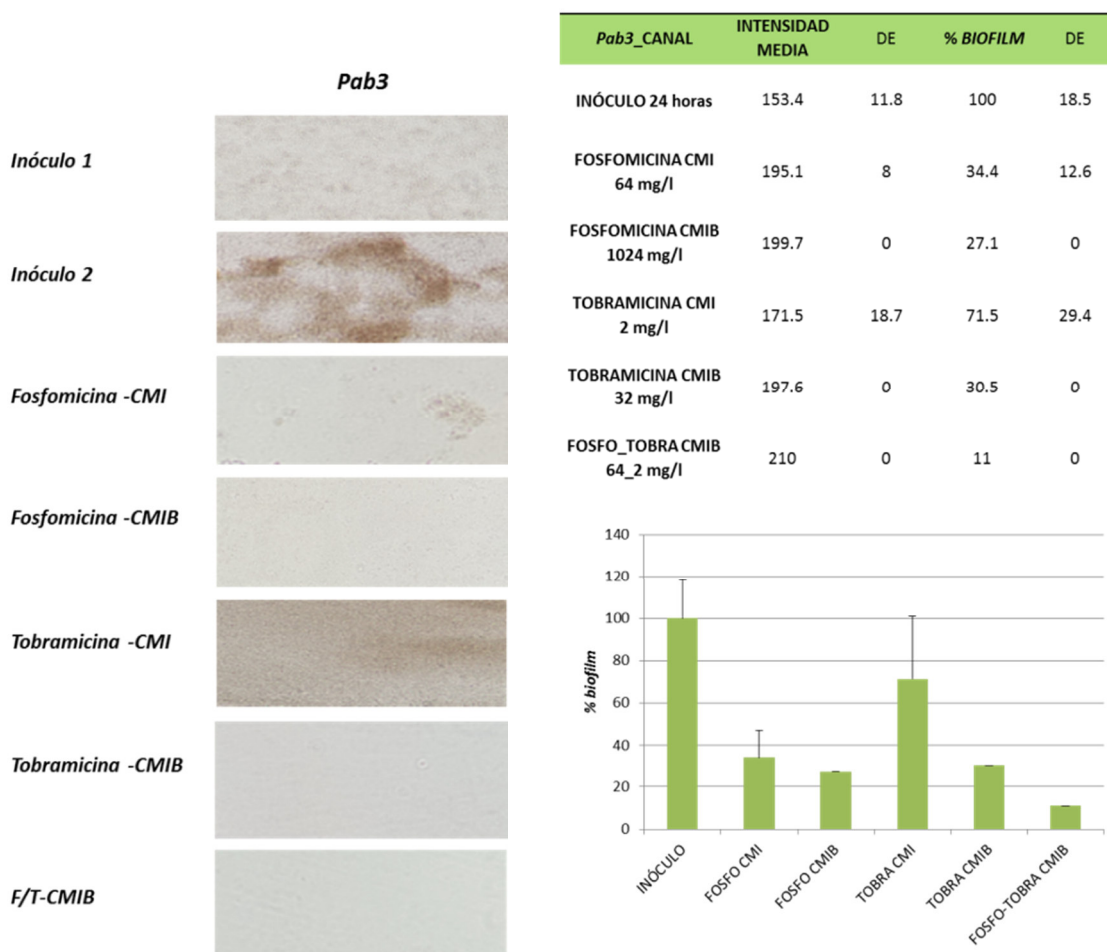 Pab3
Inóculo 1
Inóculo 2
Fosfomicina -CMI
Fosfomicina -CMIB
Tobramicina -CMI
Tobramicina -CMIB
F/T-CMIB
Pab3_CANAL INTENSIDAD MEDIA DE % BIOFILM DE
INÓCULO 24 horas 153.4 11.8 100 18.5
FOSFOMICINA CMI
64 mg/l 195.1 8 34.4 12.6
FOSFOMICINA CMIB
1024 mg/l 199.7 0 27.1 0
TOBRAMICINA CMI
2 mg/l 171.5 18.7 71.5 29.4
TOBRAMICINA CMIB
32 mg/l 197.6 0 30.5 0
FOSFO_TOBRA CMIB
64_2 mg/l 210 0 11 0
% biofilm
140
120
100
80
60
40
20
0
INÓCULO
FOSFO CMI
FOSFO CMIB
TOBRA CMI
TOBRA CMIB
FOSFO-TOBRA CMIB